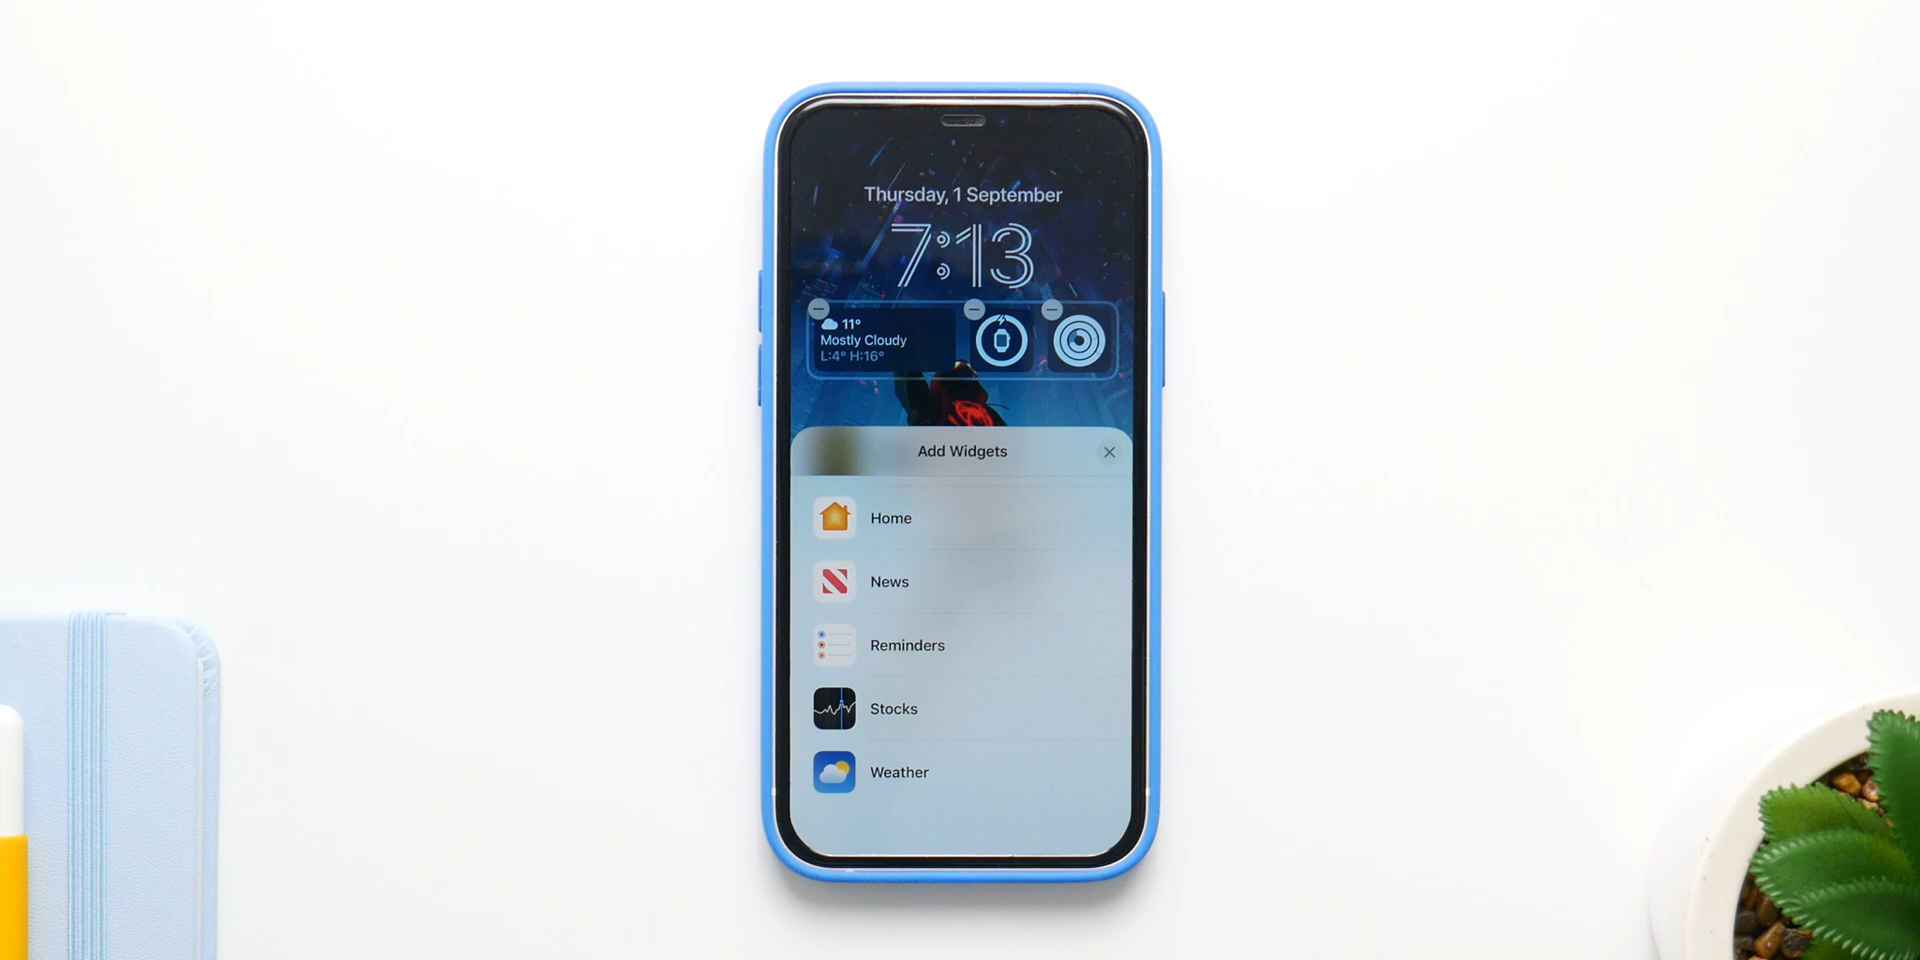 Thursday, 1 September
7:13
11°
Mostly Cloudy
L:4° H:16°
Add Widgets
Home
News
Reminders
Stocks
Weather